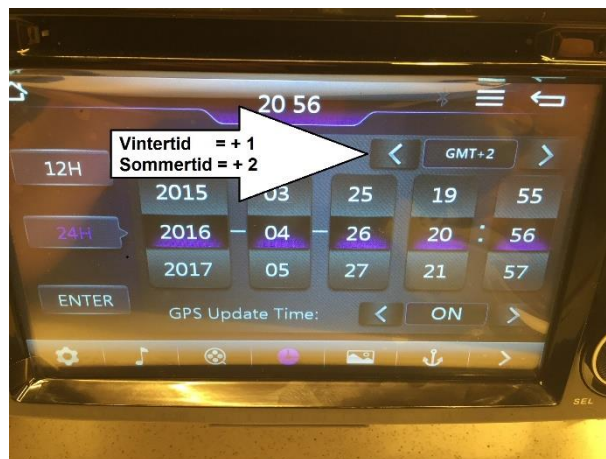 20 56
Vintertid = + 1
Sommertid = + 2
GMT+2
12H
2015 03 25 19 55
24H 2016 - 04 - 26 20 : 56
2017 05 27 21 57
ENTER
GPS Update Time: ON
SEL